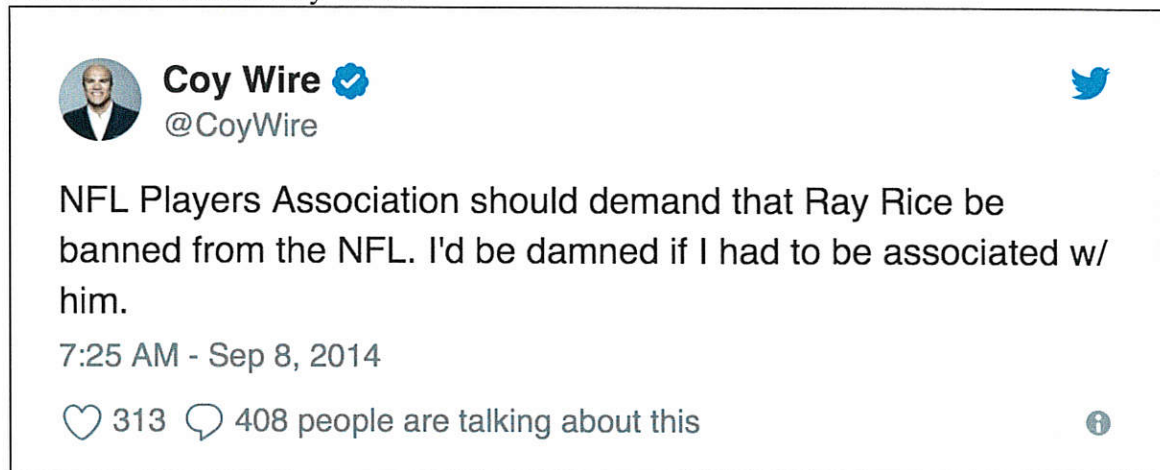 Coy Wire
@CoyWire
NFL Players Association should demand that Ray Rice be
banned from the NFL. I'd be damned if I had to be associated w/
him.
7:25 AM - Sep 8, 2014
313 408 people are talking about this